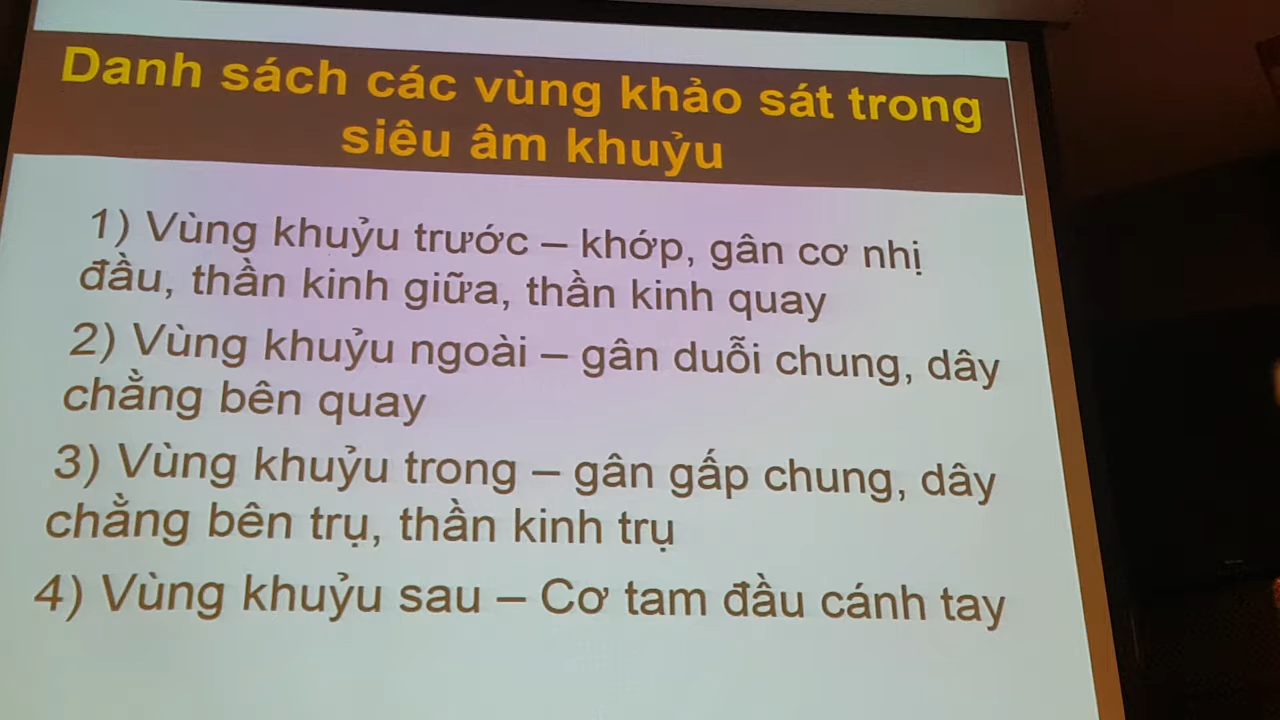 Danh sách các vùng khảo sát trong
siêu âm khuỷu
1) Vùng khuỷu trước – khớp, gân cơ nhị
đầu, thần kinh giữa, thần kinh quay
2) Vùng khuỷu ngoài – gân duỗi chung, dây
chằng bên quay
3) Vùng khuỷu trong – gân gấp chung, dây
chằng bên trụ, thần kinh trụ
4) Vùng khuỷu sau – Cơ tam đầu cánh tay